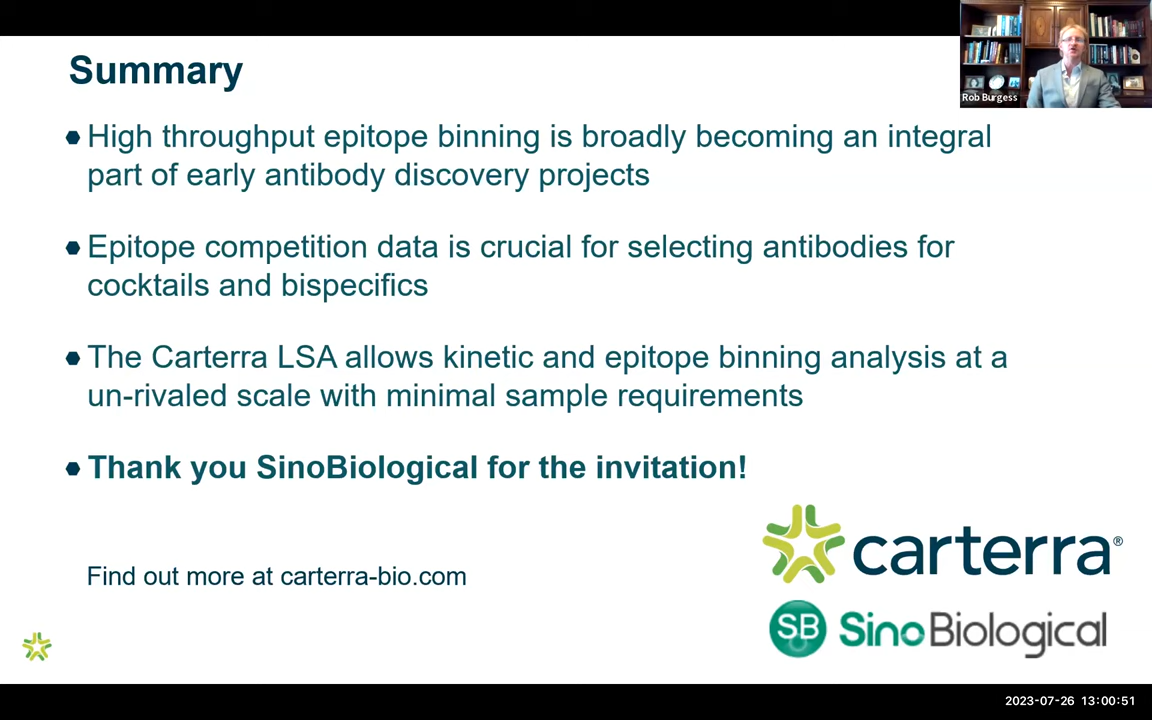 Summary
Rob Burgess
High throughput epitope binning is broadly becoming an integral
part of early antibody discovery projects
Epitope competition data is crucial for selecting antibodies for
cocktails and bispecifics
The Carterra LSA allows kinetic and epitope binning analysis at a
un-rivaled scale with minimal sample requirements
Thank you SinoBiological for the invitation!
carterra®
Find out more at carterra-bio.com
SB SinoBiological
2023-07-26 13:00:51